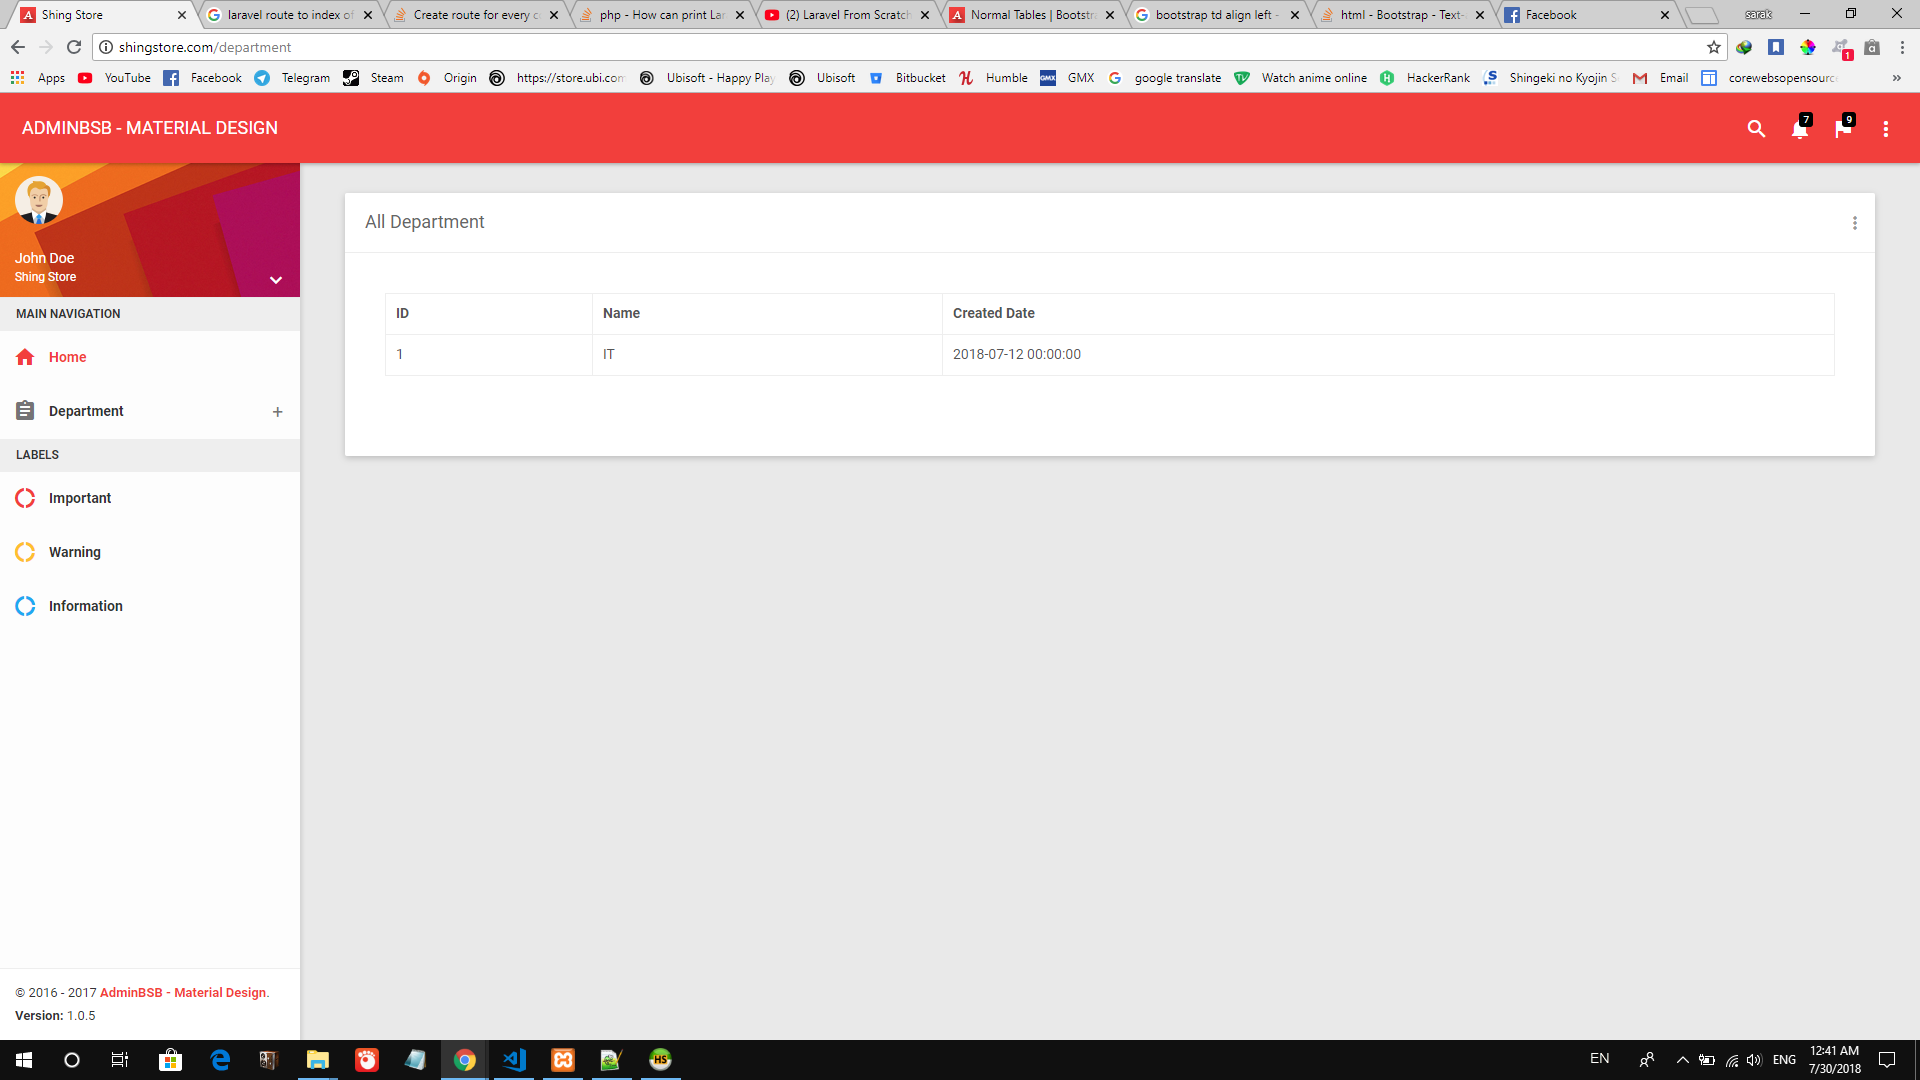 Shing Store
laravel route to index of
Create route for every c
php - How can print Lar
(2) Laravel From Scratch
Normal Tables | Bootstra
bootstrap td align left -
html - Bootstrap - Text-
Facebook
sarak
shingstore.com/department
1
Apps
YouTube
Facebook
Telegram
Steam
Origin
https://store.ubi.com
Ubisoft - Happy Play
Ubisoft
Bitbucket
Humble
GMX
google translate
Watch anime online
HackerRank
Shingeki no Kyojin S
Email
corewebsopensource
ADMINBSB - MATERIAL DESIGN
7
9
John Doe
Shing Store
MAIN NAVIGATION
Home
Department
LABELS
Important
Warning
Information
All Department
ID Name Created Date
1 IT 2018-07-12 00:00:00
© 2016 - 2017 AdminBSB - Material Design.
Version: 1.0.5
EN
ENG
12:41 AM
7/30/2018